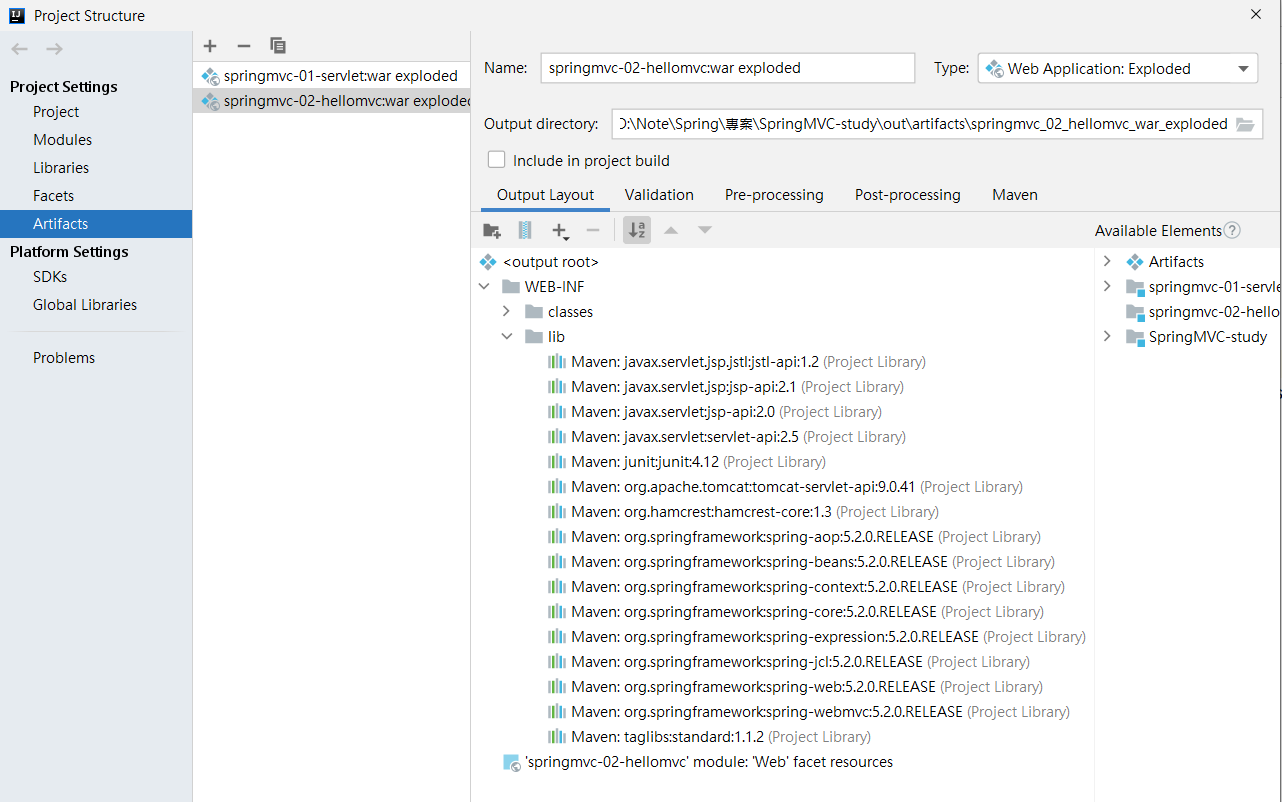 Project Structure
Project Settings
Project
Modules
Libraries
Facets
Artifacts
Platform Settings
SDKs
Global Libraries
Problems
springmvc-01-servlet:war exploded
springmvc-02-hellomvc:war exploded
Name: springmvc-02-hellomvc:war exploded Type: Web Application: Exploded
Output directory: D:\Note\Spring\專案\SpringMVC-study\out\artifacts\springmvc_02_hellomvc_war_exploded
Include in project build
Output Layout Validation Pre-processing Post-processing Maven
Available Elements
<output root>
WEB-INF
classes
lib
Maven: javax.servlet.jsp.jstl:jstl-api:1.2 (Project Library)
Maven: javax.servlet.jsp:jsp-api:2.1 (Project Library)
Maven: javax.servlet:jsp-api:2.0 (Project Library)
Maven: javax.servlet:servlet-api:2.5 (Project Library)
Maven: junit:junit:4.12 (Project Library)
Maven: org.apache.tomcat:tomcat-servlet-api:9.0.41 (Project Library)
Maven: org.hamcrest:hamcrest-core:1.3 (Project Library)
Maven: org.springframework:spring-aop:5.2.0.RELEASE (Project Library)
Maven: org.springframework:spring-beans:5.2.0.RELEASE (Project Library)
Maven: org.springframework:spring-context:5.2.0.RELEASE (Project Library)
Maven: org.springframework:spring-core:5.2.0.RELEASE (Project Library)
Maven: org.springframework:spring-expression:5.2.0.RELEASE (Project Library)
Maven: org.springframework:spring-jcl:5.2.0.RELEASE (Project Library)
Maven: org.springframework:spring-web:5.2.0.RELEASE (Project Library)
Maven: org.springframework:spring-webmvc:5.2.0.RELEASE (Project Library)
Maven: taglibs:standard:1.1.2 (Project Library)
'springmvc-02-hellomvc' module: 'Web' facet resources
Artifacts
springmvc-01-servle
springmvc-02-hello
SpringMVC-study